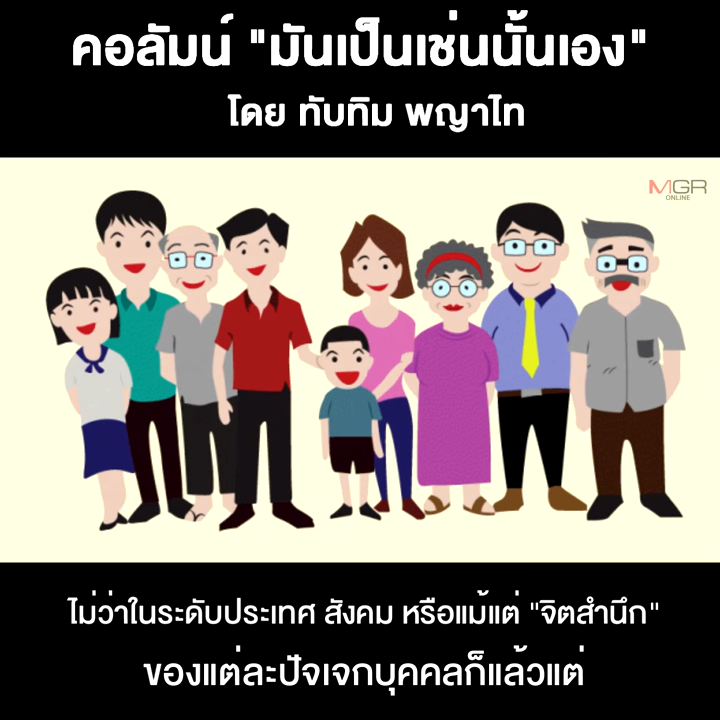 คอลัมน์ "มันเป็นเช่นนั้นเอง"
โดย ทับทิม พญาไท
MGR
ONLINE
ไม่ว่าในระดับประเทศ สังคม หรือแม้แต่ "จิตสำนึก"
ของแต่ละปัจเจกบุคคลก็แล้วแต่